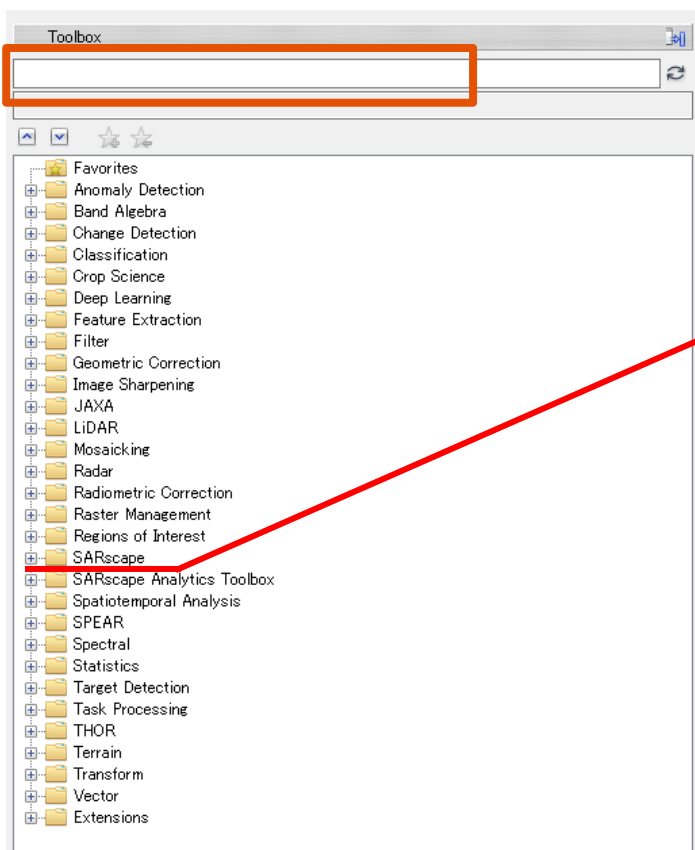 Toolbox
Favorites
Anomaly Detection
Band Algebra
Change Detection
Classification
Crop Science
Deep Learning
Feature Extraction
Filter
Geometric Correction
Image Sharpening
JAXA
LiDAR
Mosaicking
Radar
Radiometric Correction
Raster Management
Regions of Interest
SARscape
SARscape Analytics Toolbox
Spatiotemporal Analysis
SPEAR
Spectral
Statistics
Target Detection
Task Processing
THOR
Terrain
Transform
Vector
Extensions